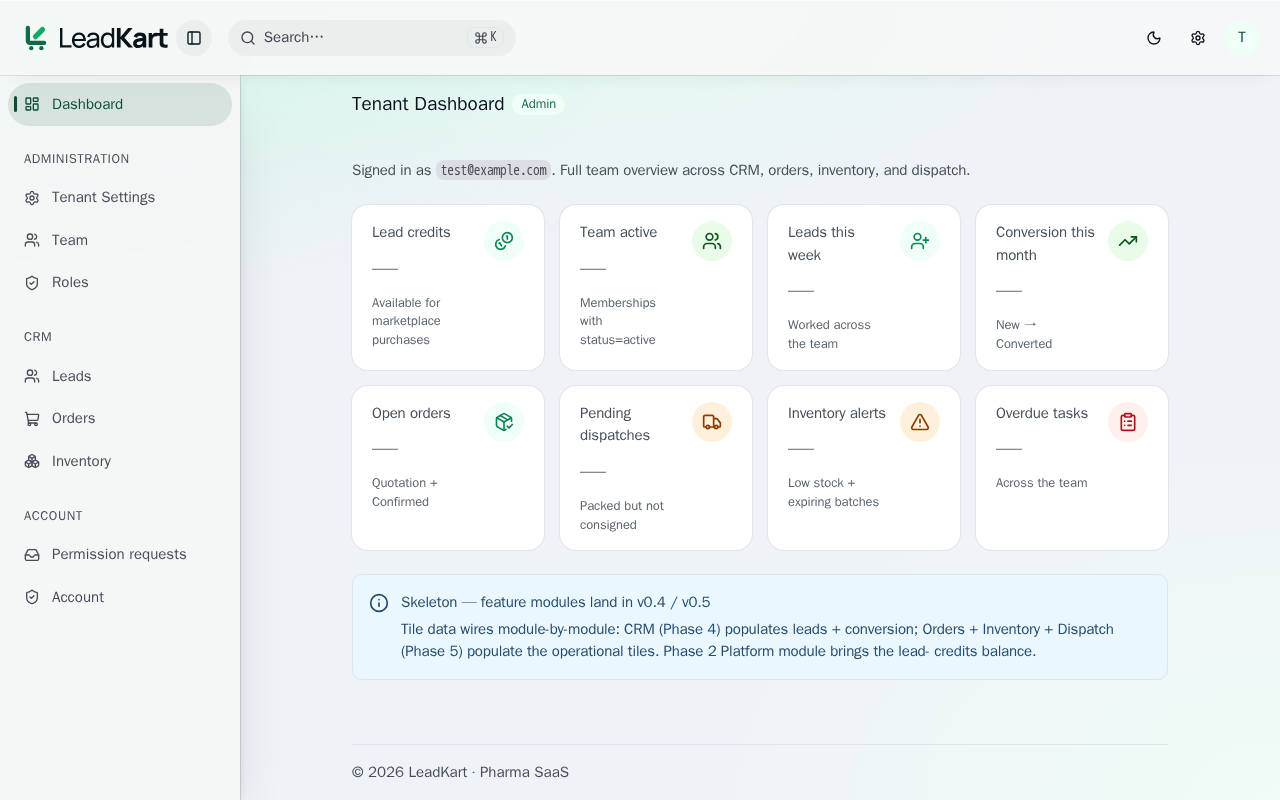 LeadKart
Search…
⌘ K
T
Dashboard
ADMINISTRATION
Tenant Settings
Team
Roles
CRM
Leads
Orders
Inventory
ACCOUNT
Permission requests
Account
Tenant Dashboard
Admin
Signed in as test@example.com. Full team overview across CRM, orders, inventory, and dispatch.
Lead credits
—
Available for
marketplace
purchases
Team active
—
Memberships
with
status=active
Leads this
week
—
Worked across
the team
Conversion this
month
—
New →
Converted
Open orders
—
Quotation +
Confirmed
Pending
dispatches
—
Packed but not
consigned
Inventory alerts
—
Low stock +
expiring batches
Overdue tasks
—
Across the team
Skeleton — feature modules land in v0.4 / v0.5
Tile data wires module-by-module: CRM (Phase 4) populates leads + conversion; Orders + Inventory + Dispatch
(Phase 5) populate the operational tiles. Phase 2 Platform module brings the lead- credits balance.
© 2026 LeadKart · Pharma SaaS